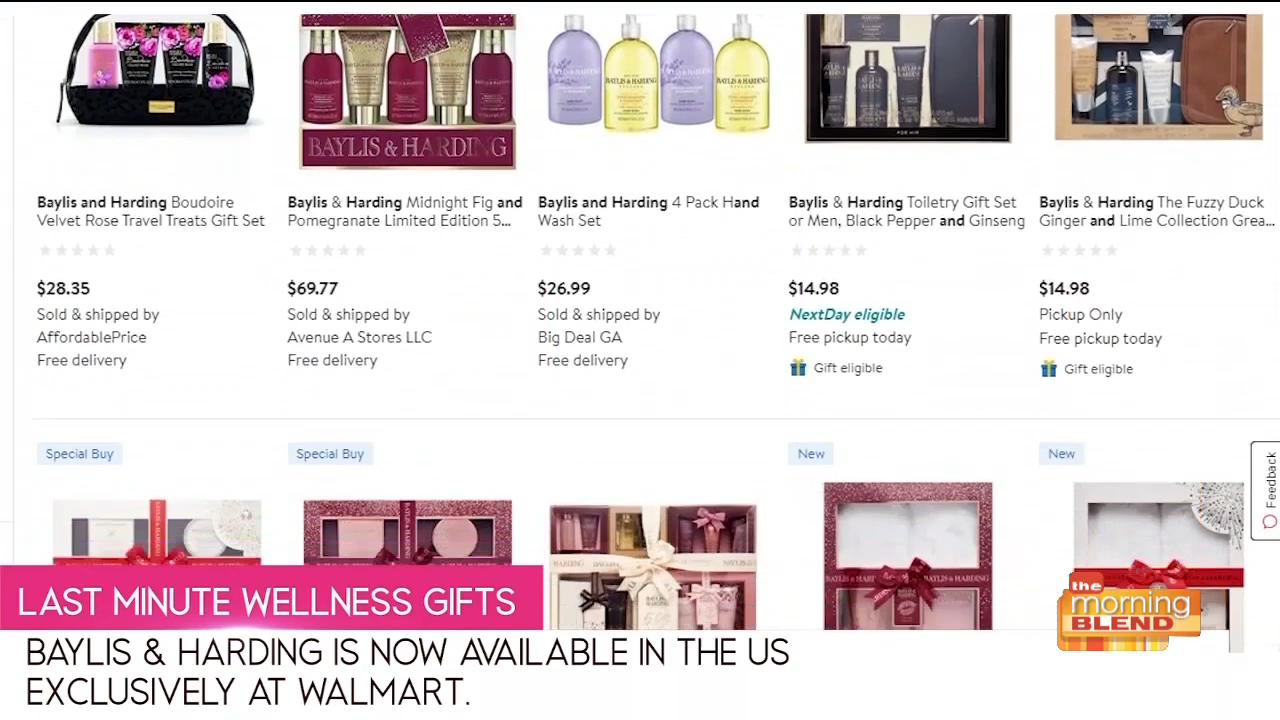 BAYLIS & HARDING
BAYLIS & HARDING
FOR HIM
Baylis and Harding Boudoire
Velvet Rose Travel Treats Gift Set
Baylis & Harding Midnight Fig and
Pomegranate Limited Edition 5...
Baylis and Harding 4 Pack Hand
Wash Set
Baylis & Harding Toiletry Gift Set
or Men, Black Pepper and Ginseng
Baylis & Harding The Fuzzy Duck
Ginger and Lime Collection Grea...
$28.35
Sold & shipped by
AffordablePrice
Free delivery
$69.77
Sold & shipped by
Avenue A Stores LLC
Free delivery
$26.99
Sold & shipped by
Big Deal GA
Free delivery
$14.98
NextDay eligible
Free pickup today
Gift eligible
$14.98
Pickup Only
Free pickup today
Gift eligible
Special Buy
Special Buy
New
New
Feedback
LAST MINUTE WELLNESS GIFTS
the
morning
BLEND
BAYLIS & HARDING IS NOW AVAILABLE IN THE US
EXCLUSIVELY AT WALMART.